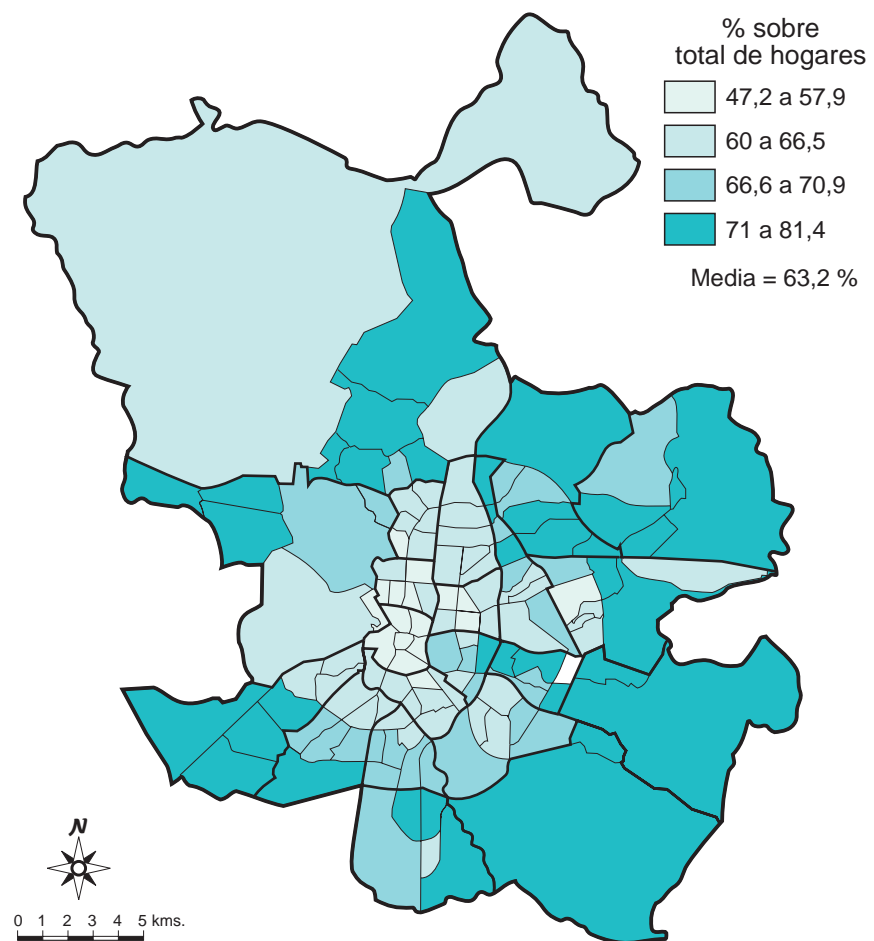 % sobre
total de hogares
47,2 a 57,9
60 a 66,5
66,6 a 70,9
71 a 81,4
Media = 63,2 %
N
0 1 2 3 4 5 kms.